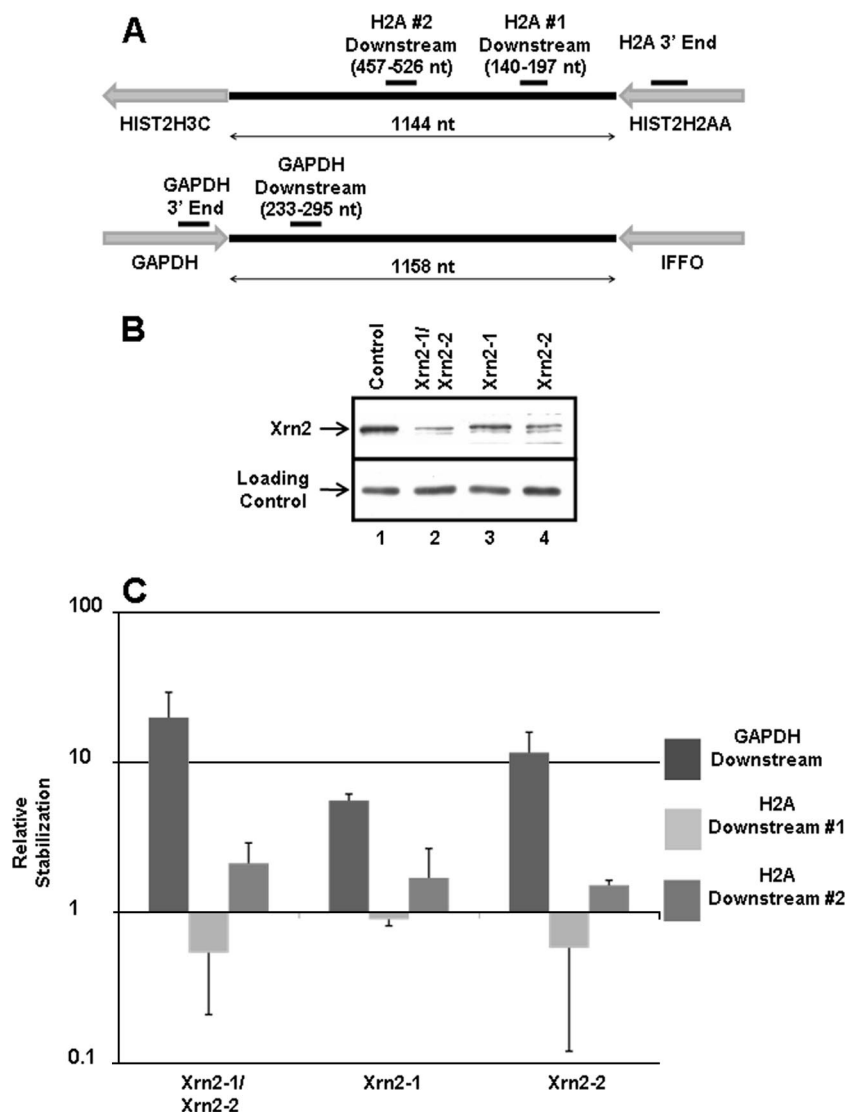 A
H2A #2
Downstream
(457-526 nt)
H2A #1
Downstream
(140-197 nt)
H2A 3' End
HIST2H3C
1144 nt
HIST2H2AA
GAPDH
3' End
GAPDH
Downstream
(233-295 nt)
GAPDH
1158 nt
IFFO
B
Control
Xrn2-1/
Xrn2-2
Xrn2-1
Xrn2-2
Xrn2
Loading
Control
1 2 3 4
C
Relative
Stabilization
100
10
1
0.1
Xrn2-1/
Xrn2-2
Xrn2-1
Xrn2-2
GAPDH
Downstream
H2A
Downstream #1
H2A
Downstream #2